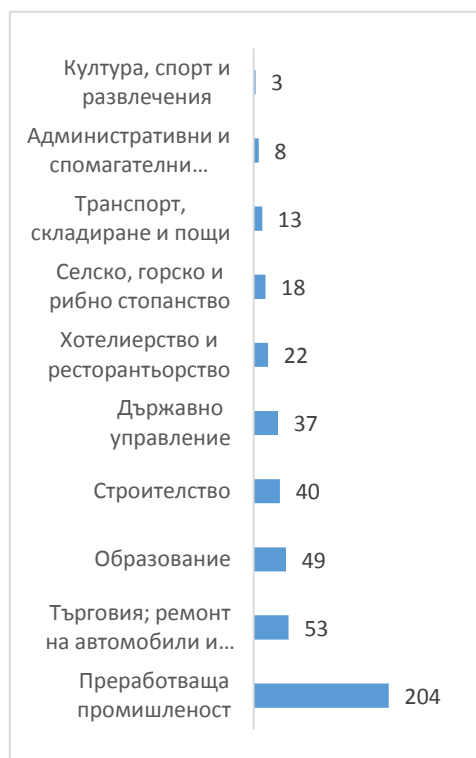 Култура, спорт и
развлечения
3
Административни и
спомагателни...
8
Транспорт,
складиране и пощи
13
Селско, горско и
рибно стопанство
18
Хотелиерство и
ресторантьорство
22
Държавно
управление
37
Строителство
40
Образование
49
Търговия; ремонт
на автомобили и...
53
Преработваща
промишленост
204